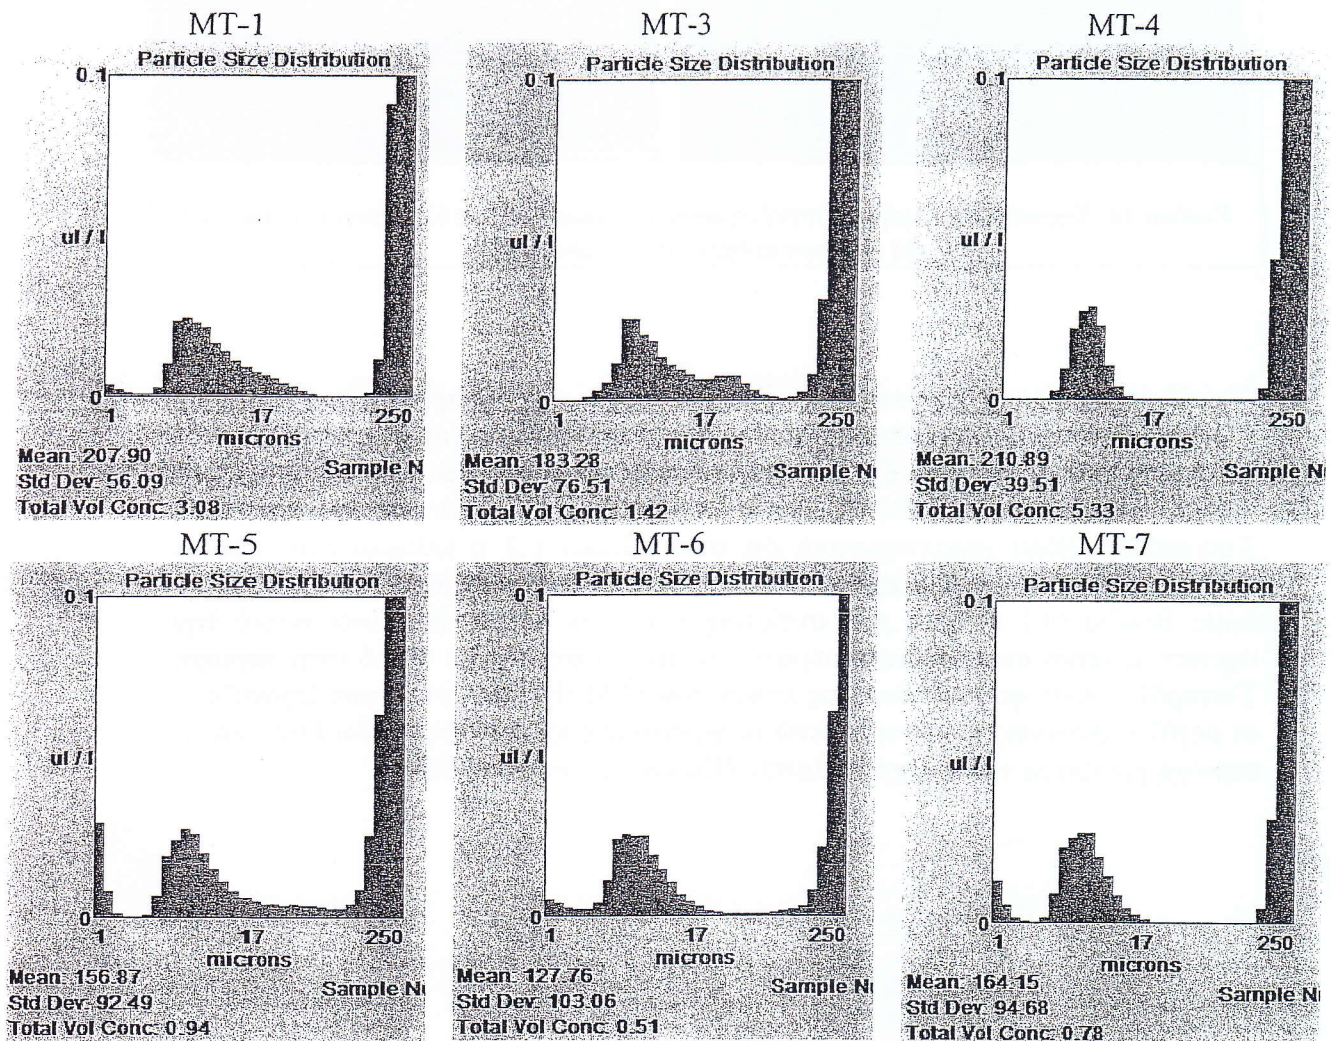 MT-1
Particle Size Distribution
0.1
ul / l
0
1 17 250
microns
Mean: 207.90
Std Dev: 56.09
Total Vol Conc: 3.08
MT-3
Particle Size Distribution
0.1
ul / l
0
1 17 250
microns
Mean: 183.28
Sample Nu
Std Dev: 76.51
Total Vol Conc: 1.42
MT-4
Particle Size Distribution
0.1
ul / l
0
1 17 250
microns
Mean: 210.89
Sample Nu
Std Dev: 39.51
Total Vol Conc: 5.33
MT-5
Particle Size Distribution
0.1
ul / l
0
1 17 250
microns
Mean: 156.87
Sample Nu
Std Dev: 92.49
Total Vol Conc: 0.94
MT-6
Particle Size Distribution
0.1
ul / l
0
1 17 250
microns
Mean: 127.76
Sample Nu
Std Dev: 103.06
Total Vol Conc: 0.51
MT-7
Particle Size Distribution
0.1
ul / l
0
1 17 250
microns
Mean: 164.15
Sample Nu
Std Dev: 94.68
Total Vol Conc: 0.78